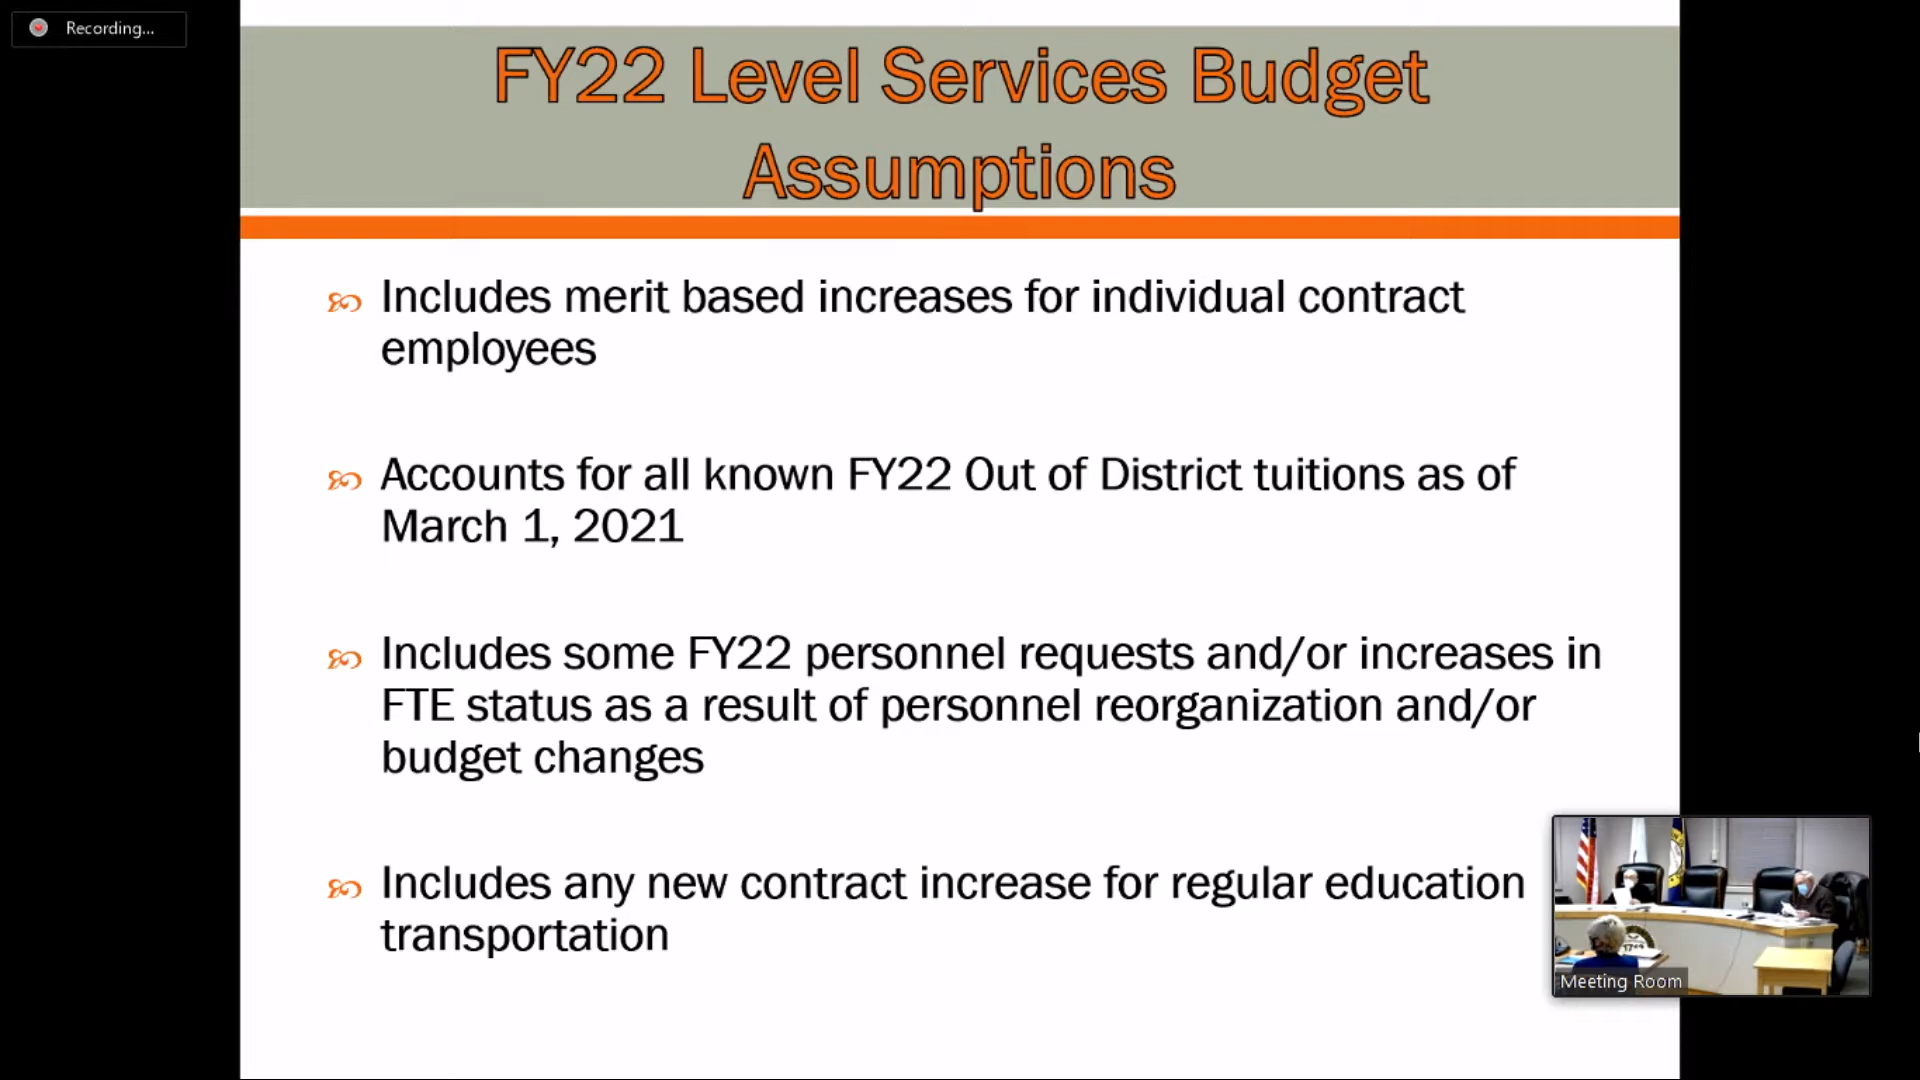 Recording...
FY22 Level Services Budget
Assumptions
Includes merit based increases for individual contract
employees
Accounts for all known FY22 Out of District tuitions as of
March 1, 2021
Includes some FY22 personnel requests and/or increases in
FTE status as a result of personnel reorganization and/or
budget changes
Includes any new contract increase for regular education
transportation
Meeting Room